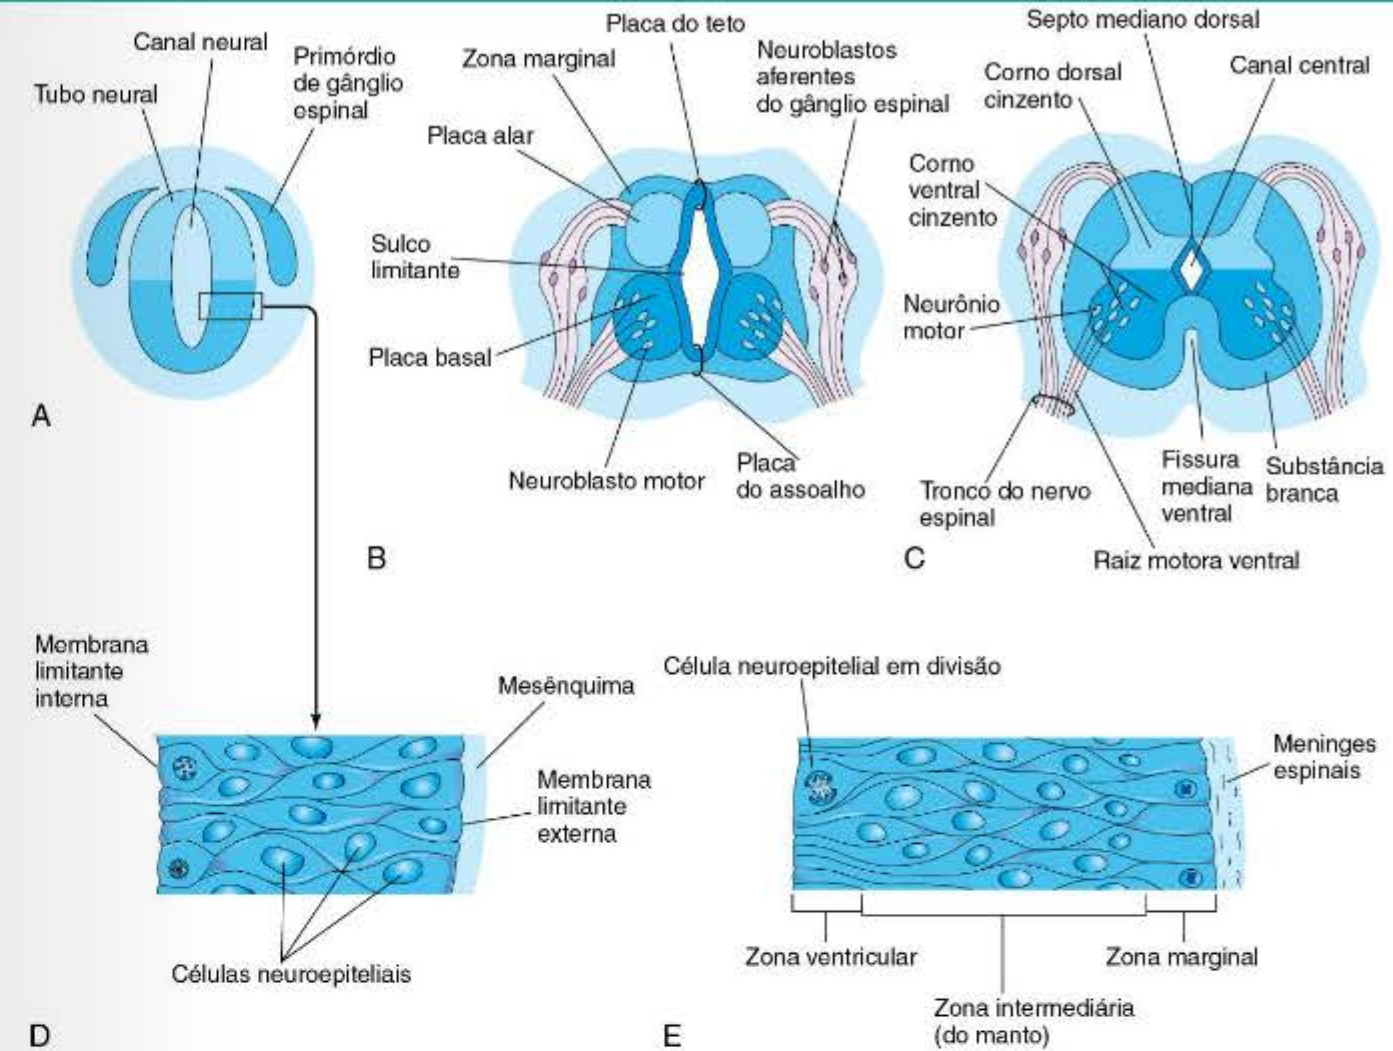 Canal neural
Tubo neural
Primórdio
de gânglio
espinal
A
Placa do teto
Zona marginal
Neuroblastos
aferentes
do gânglio espinal
Placa alar
Sulco
limitante
Placa basal
Neuroblasto motor
Placa
do assoalho
B
Septo mediano dorsal
Corno dorsal
cinzento
Canal central
Corno
ventral
cinzento
Neurônio
motor
Tronco do nervo
espinal
Fissura
mediana
ventral
Substância
branca
Raiz motora ventral
C
Membrana
limitante
interna
Mesênquima
Membrana
limitante
externa
Células neuroepiteliais
D
Célula neuroepitelial em divisão
Meninges
espinais
Zona ventricular
Zona marginal
Zona intermediária
(do manto)
E